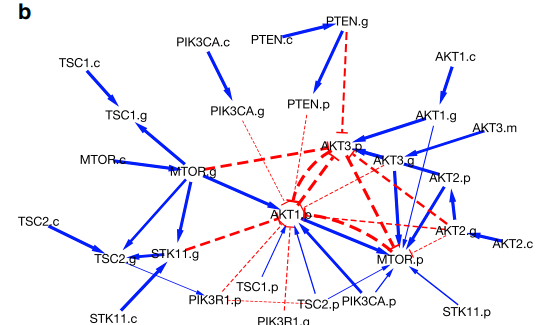 b
PTEN.g
PIK3CA.c
PTEN.c
TSC1.c
AKT1.c
PIK3CA.g
PTEN.p
TSC1.g
AKT1.g
AKT3.m
AKT3.p
MTOR.c
AKT3.g
MTOR.g
AKT2.p
AKT1.p
TSC2.c
AKT2.g
AKT2.c
STK11.g
TSC2.g
MTOR.p
TSC1.p
PIK3R1.p
TSC2.p
PIK3CA.p
STK11.p
STK11.c
PIK3R1.g